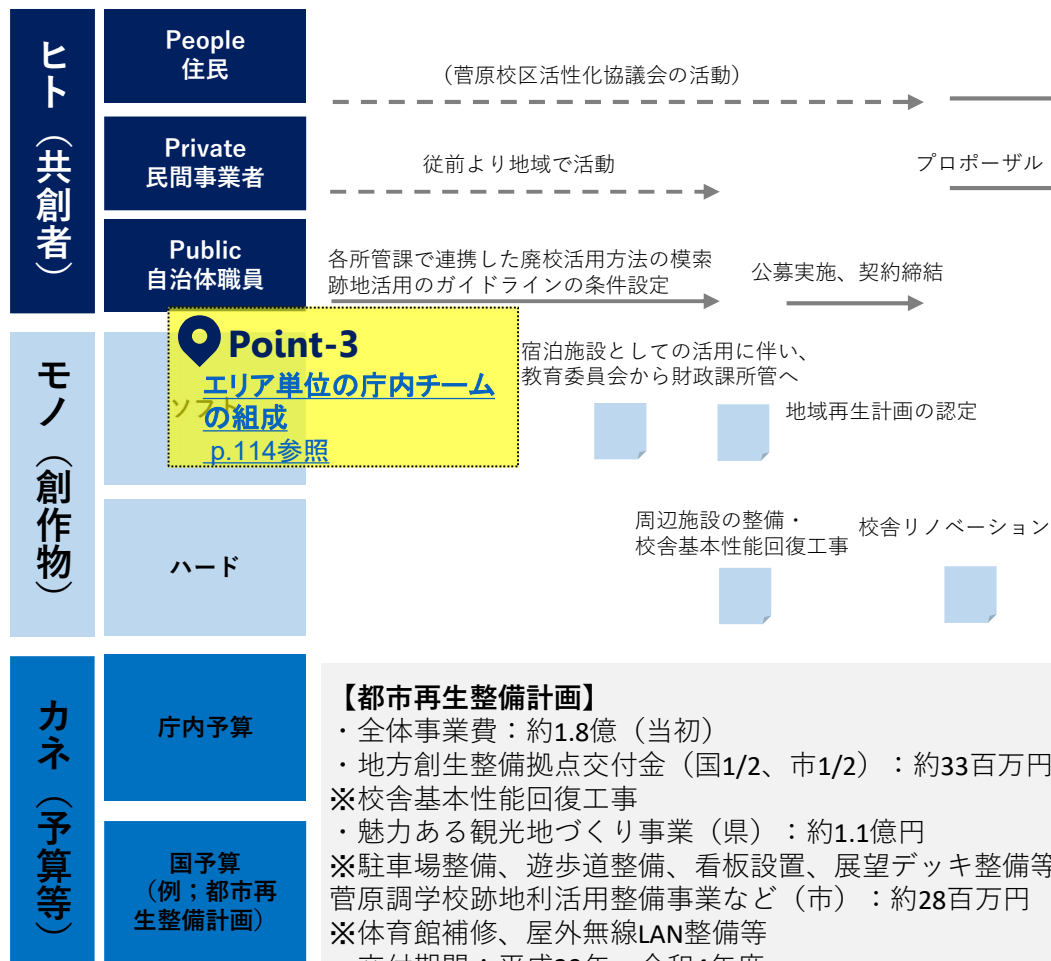 ヒト（共創者）
People
住民
（菅原校区活性化協議会の活動）
Private
民間事業者
従前より地域で活動
プロポーザル
Public
自治体職員
各所管課で連携した廃校活用方法の模索
跡地活用のガイドラインの条件設定
公募実施、契約締結
モノ（創作物）
ソフト
Point-3
エリア単位の庁内チーム
の組成
p.114参照
宿泊施設としての活用に伴い、
教育委員会から財政課所管へ
地域再生計画の認定
ハード
周辺施設の整備・
校舎基本性能回復工事
校舎リノベーション
カネ（予算等）
庁内予算
国予算
（例；都市再
生整備計画）
【都市再生整備計画】
・全体事業費：約1.8億（当初）
・地方創生整備拠点交付金（国1/2、市1/2）：約33百万円
※校舎基本性能回復工事
・魅力ある観光地づくり事業（県）：約1.1億円
※駐車場整備、遊歩道整備、看板設置、展望デッキ整備等
菅原調学校跡地利活用整備事業など（市）：約28百万円
※体育館補修、屋外無線LAN整備等